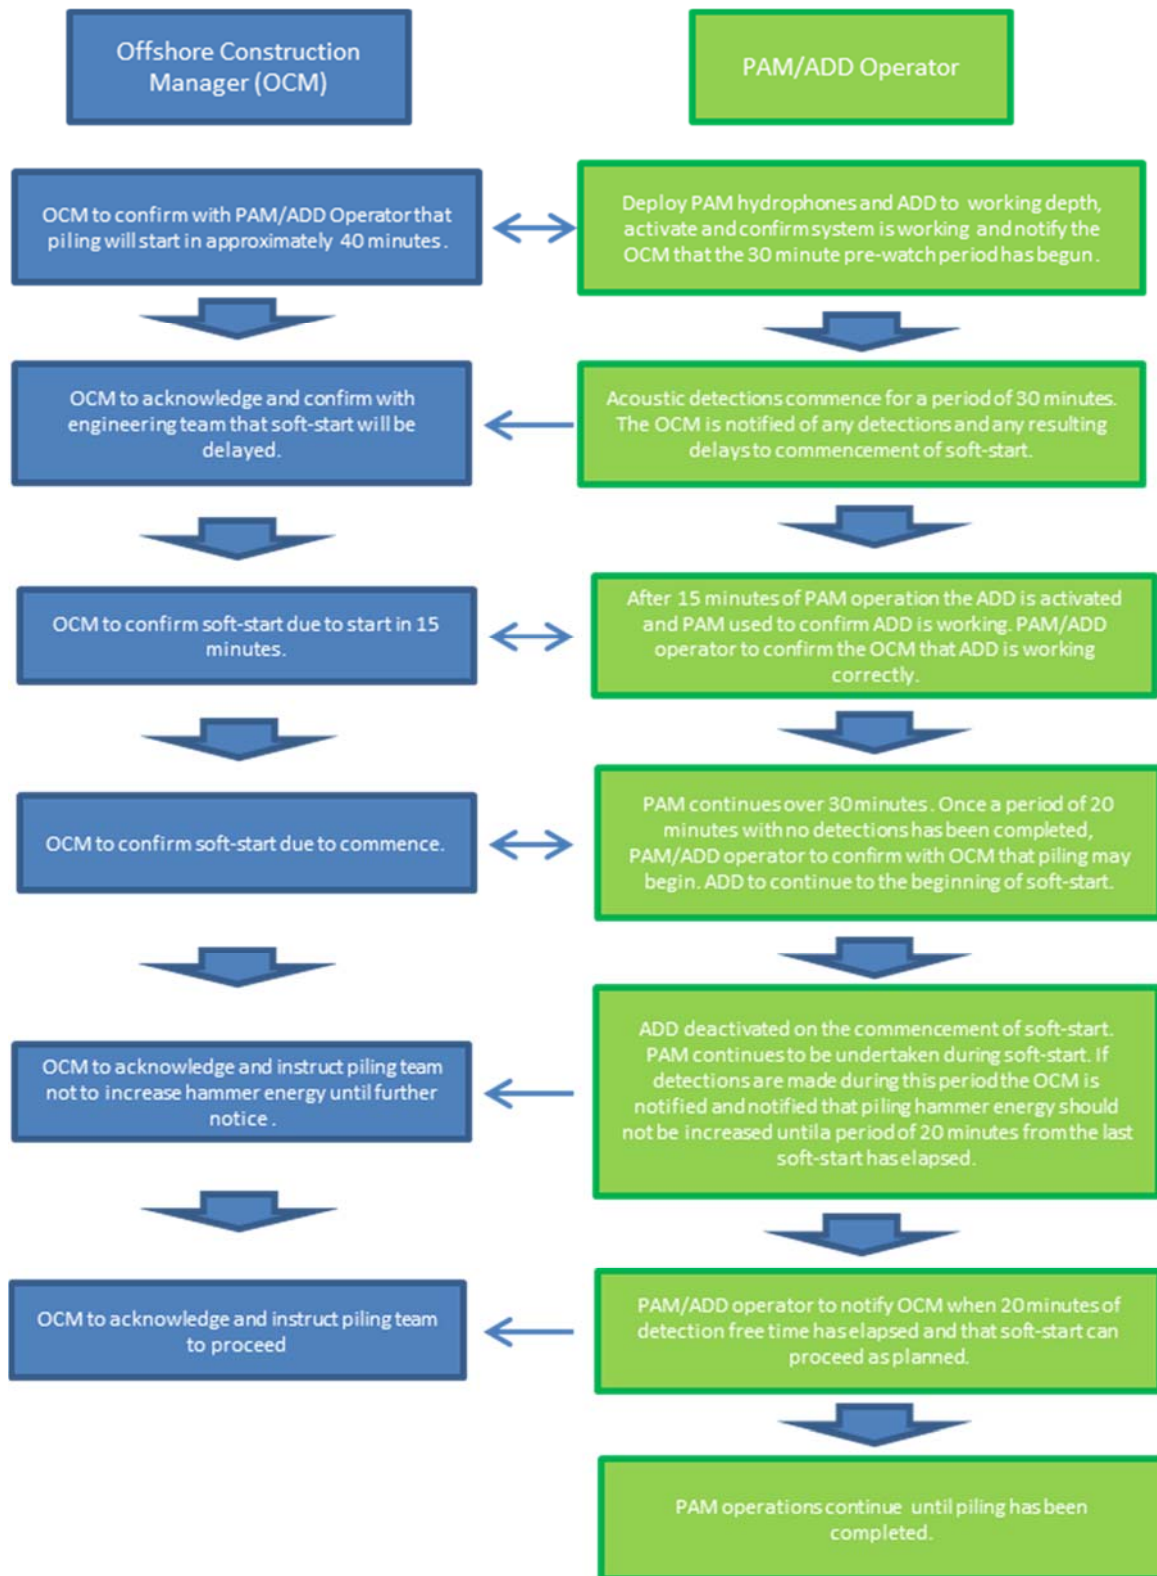 Offshore Construction
Manager (OCM)
PAM/ADD Operator
OCM to confirm with PAM/ADD Operator that
piling will start in approximately 40 minutes .
Deploy PAM hydrophones and ADD to working depth,
activate and confirm system is working and notify the
OCM that the 30 minute pre-watch period has begun .
OCM to acknowledge and confirm with
engineering team that soft-start will be
delayed.
Acoustic detections commence for a period of 30 minutes.
The OCM is notified of any detections and any resulting
delays to commencement of soft-start.
OCM to confirm soft-start due to start in 15
minutes.
After 15 minutes of PAM operation the ADD is activated
and PAM used to confirm ADD is working. PAM/ADD
operator to confirm the OCM that ADD is working
correctly.
OCM to confirm soft-start due to commence.
PAM continues over 30 minutes . Once a period of 20
minutes with no detections has been completed,
PAM/ADD operator to confirm with OCM that piling may
begin. ADD to continue to the beginning of soft-start.
OCM to acknowledge and instruct piling team
not to increase hammer energy until further
notice .
ADD deactivated on the commencement of soft-start.
PAM continues to be undertaken during soft-start. If
detections are made during this period the OCM is
notified and notified that piling hammer energy should
not be increased untila period of 20 minutes from the last
soft-start has elapsed.
OCM to acknowledge and instruct piling team
to proceed
PAM/ADD operator to notify OCM when 20 minutes of
detection free time has elapsed and that soft-start can
proceed as planned.
PAM operations continue until piling has been
completed.